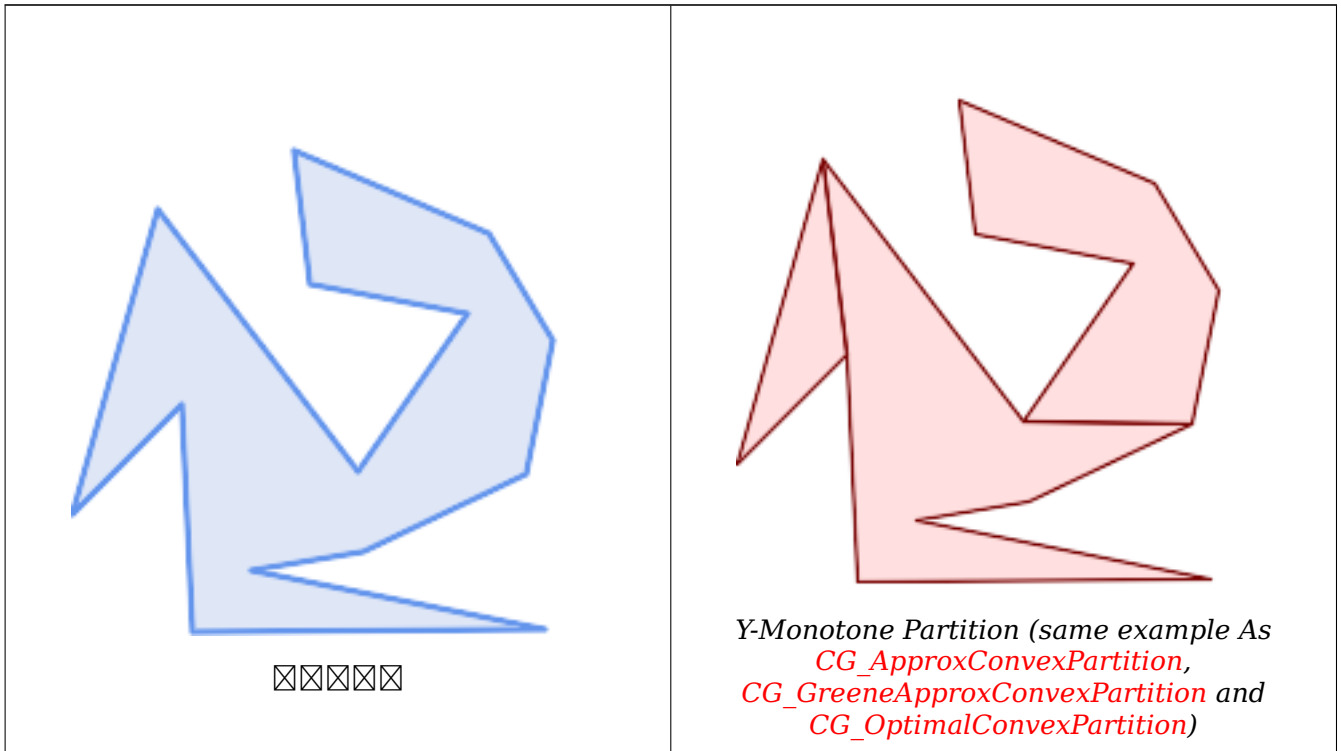 Y-Monotone Partition (same example As
CG_ApproxConvexPartition,
CG_GreeneApproxConvexPartition and
CG_OptimalConvexPartition)